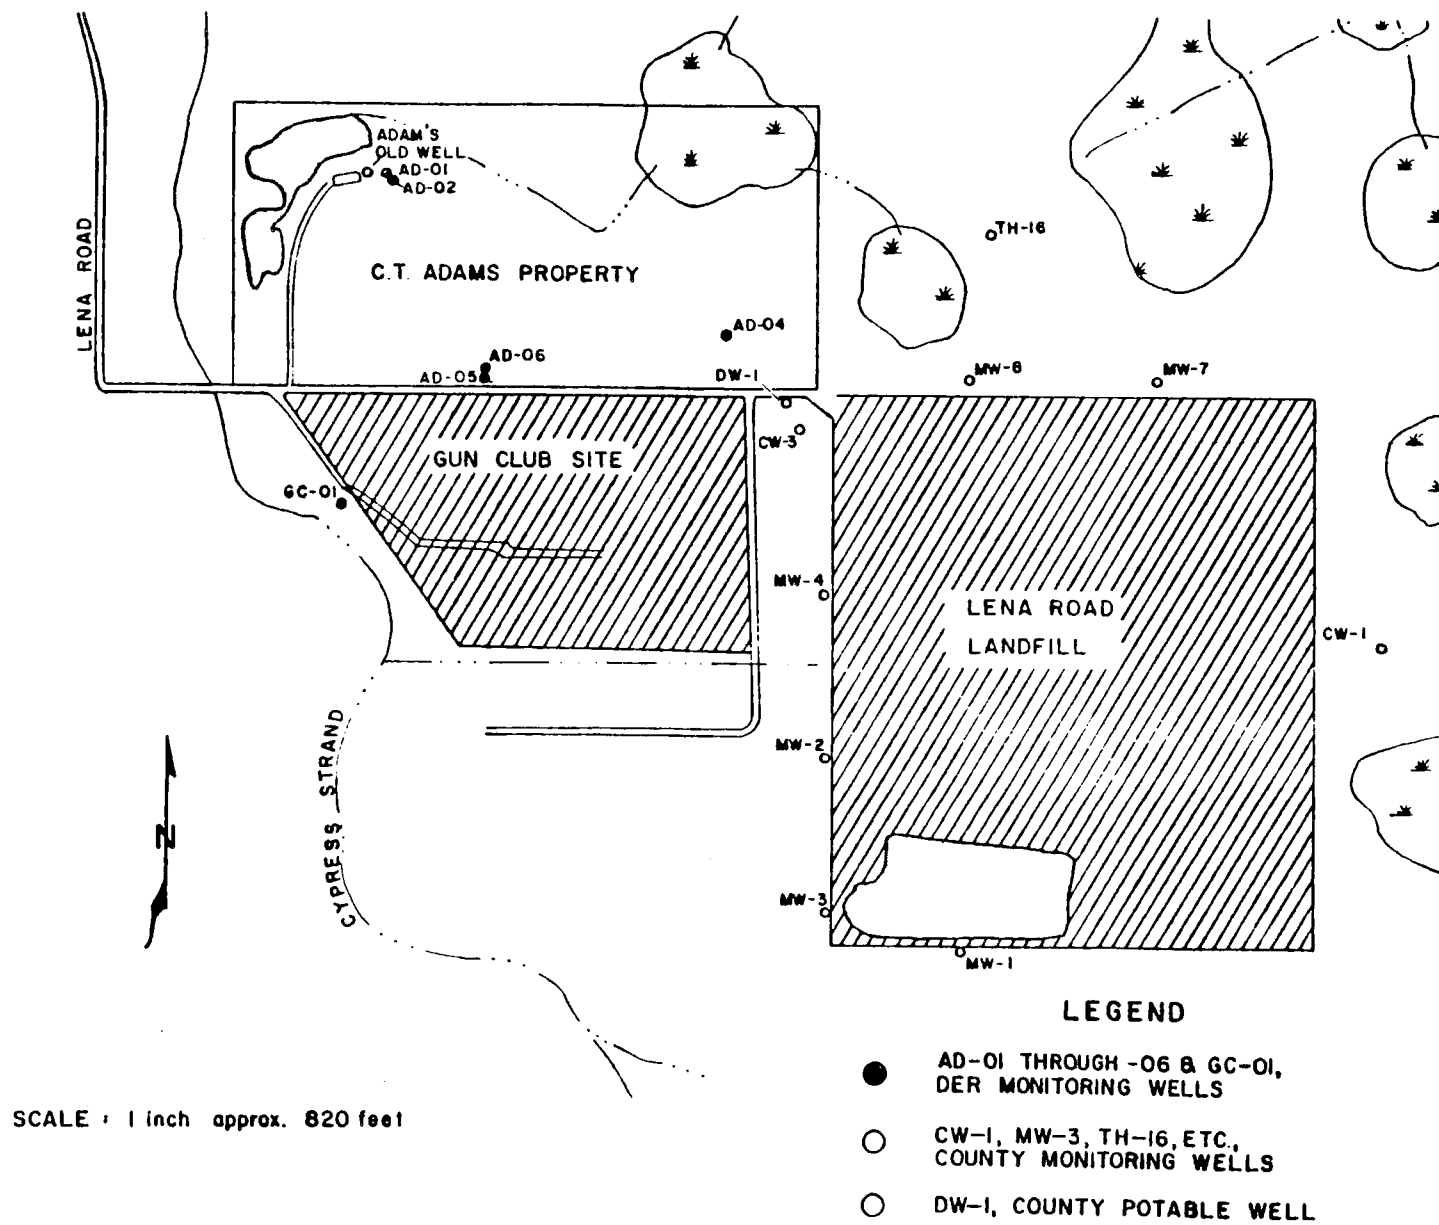 ADAM'S
OLD WELL
AD-01
AD-02
LENA ROAD
TH-16
C.T. ADAMS PROPERTY
AD-04
AD-06
AD-05
DW-1
MW-8
MW-7
CW-3
GUN CLUB SITE
GC-01
MW-4
LENA ROAD
LANDFILL
CW-1
MW-2
CYPRESS STRAND
N
MW-3
MW-1
LEGEND
AD-01 THROUGH -06 & GC-01,
DER MONITORING WELLS
SCALE : 1 inch approx. 820 feet
CW-1, MW-3, TH-16, ETC.,
COUNTY MONITORING WELLS
DW-1, COUNTY POTABLE WELL